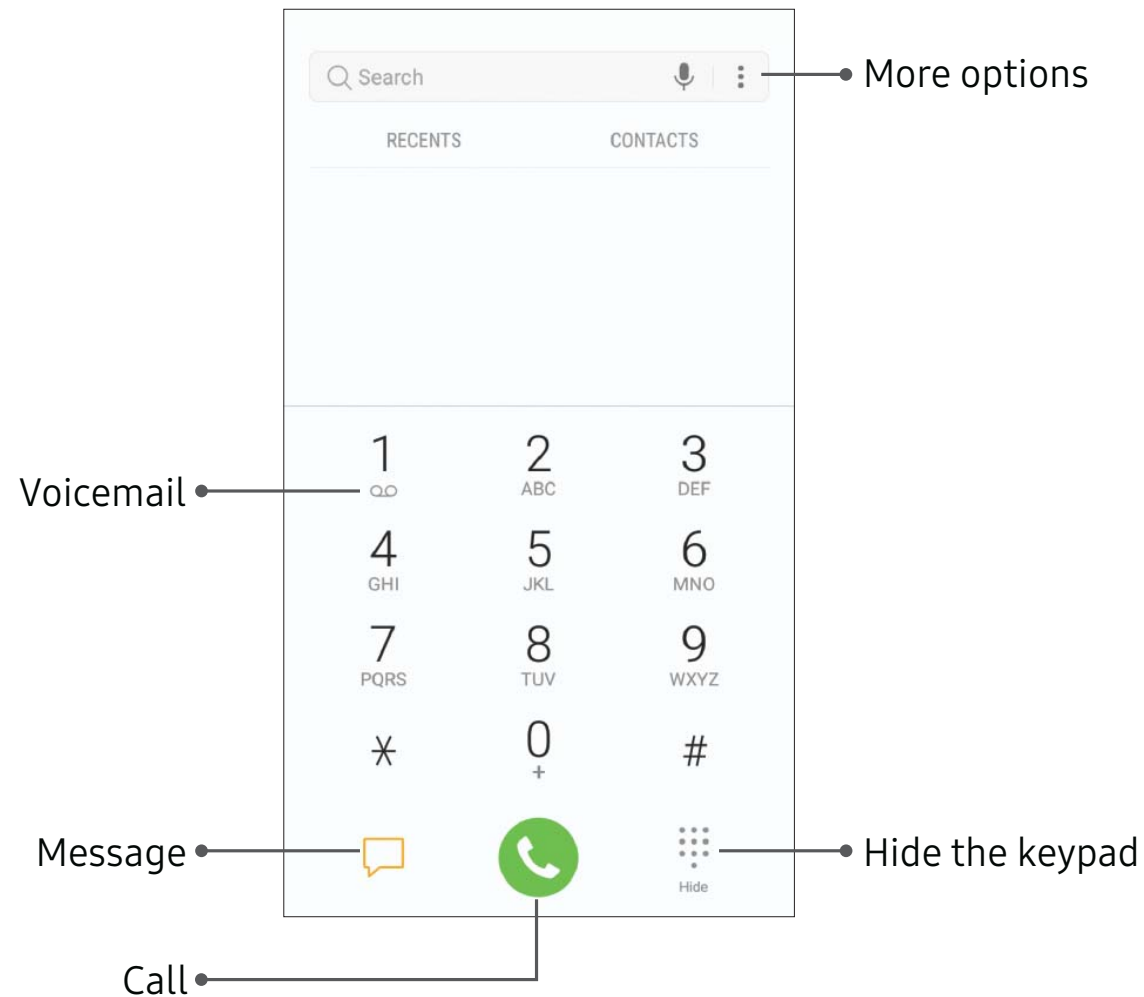 Search
More options
RECENTS CONTACTS
1 2 3
Voicemail
ABC DEF
4 5 6
GHI JKL MNO
7 8 9
PQRS TUV WXYZ
* 0 #
+
Message
Hide the keypad
Hide
Call